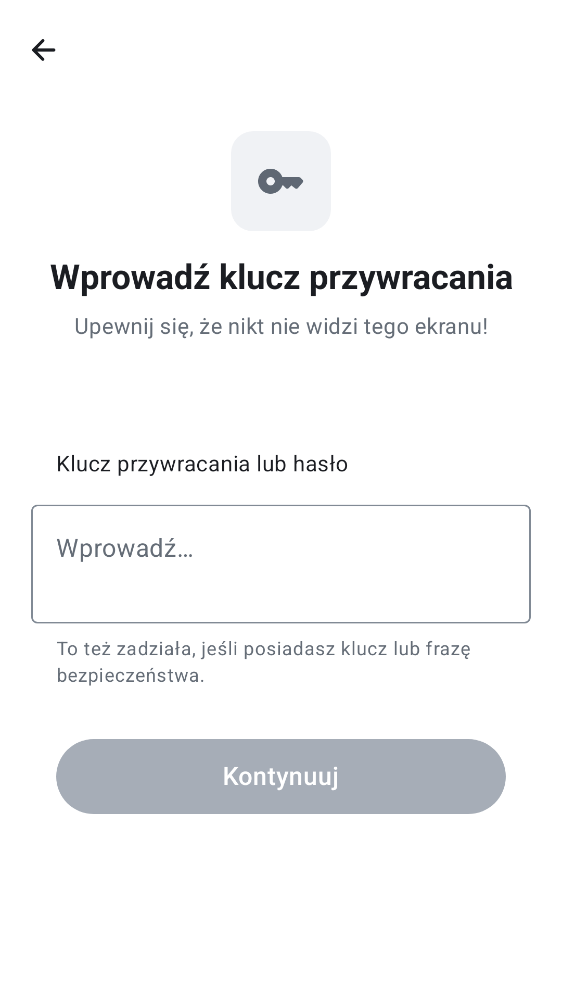 Wprowadź klucz przywracania
Upewnij się, że nikt nie widzi tego ekranu!
Klucz przywracania lub hasło
Wprowadź…
To też zadziała, jeśli posiadasz klucz lub frazę
bezpieczeństwa.
Kontynuuj